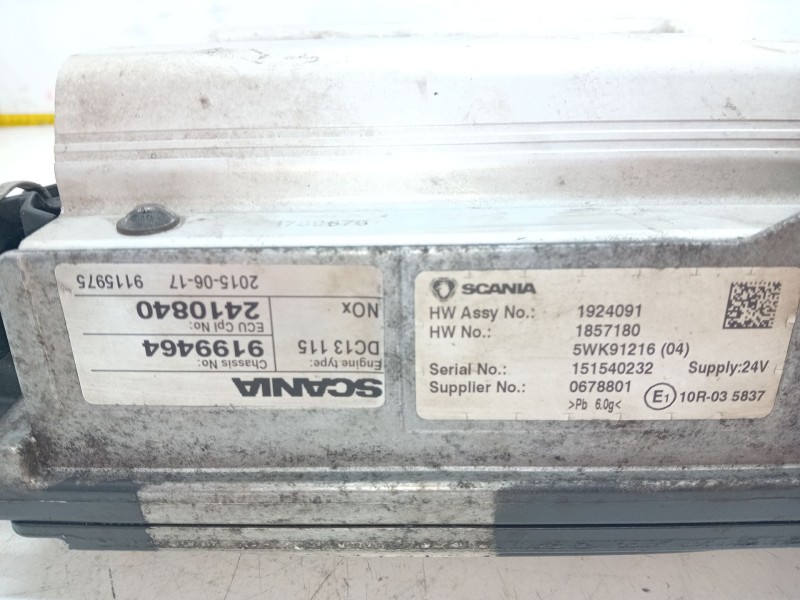 1780676
SCANIA
Engine type:
DC13 115
Chassis No:
9199464
NOx
ECU Cpl No:
2410840
2015-06-17 9115975
SCANIA
HW Assy No.: 1924091
HW No.: 1857180
5WK91216 (04)
Serial No.: 151540232 Supply:24V
Supplier No.: 0678801
>Pb 6.0g< E1 10R-03 5837